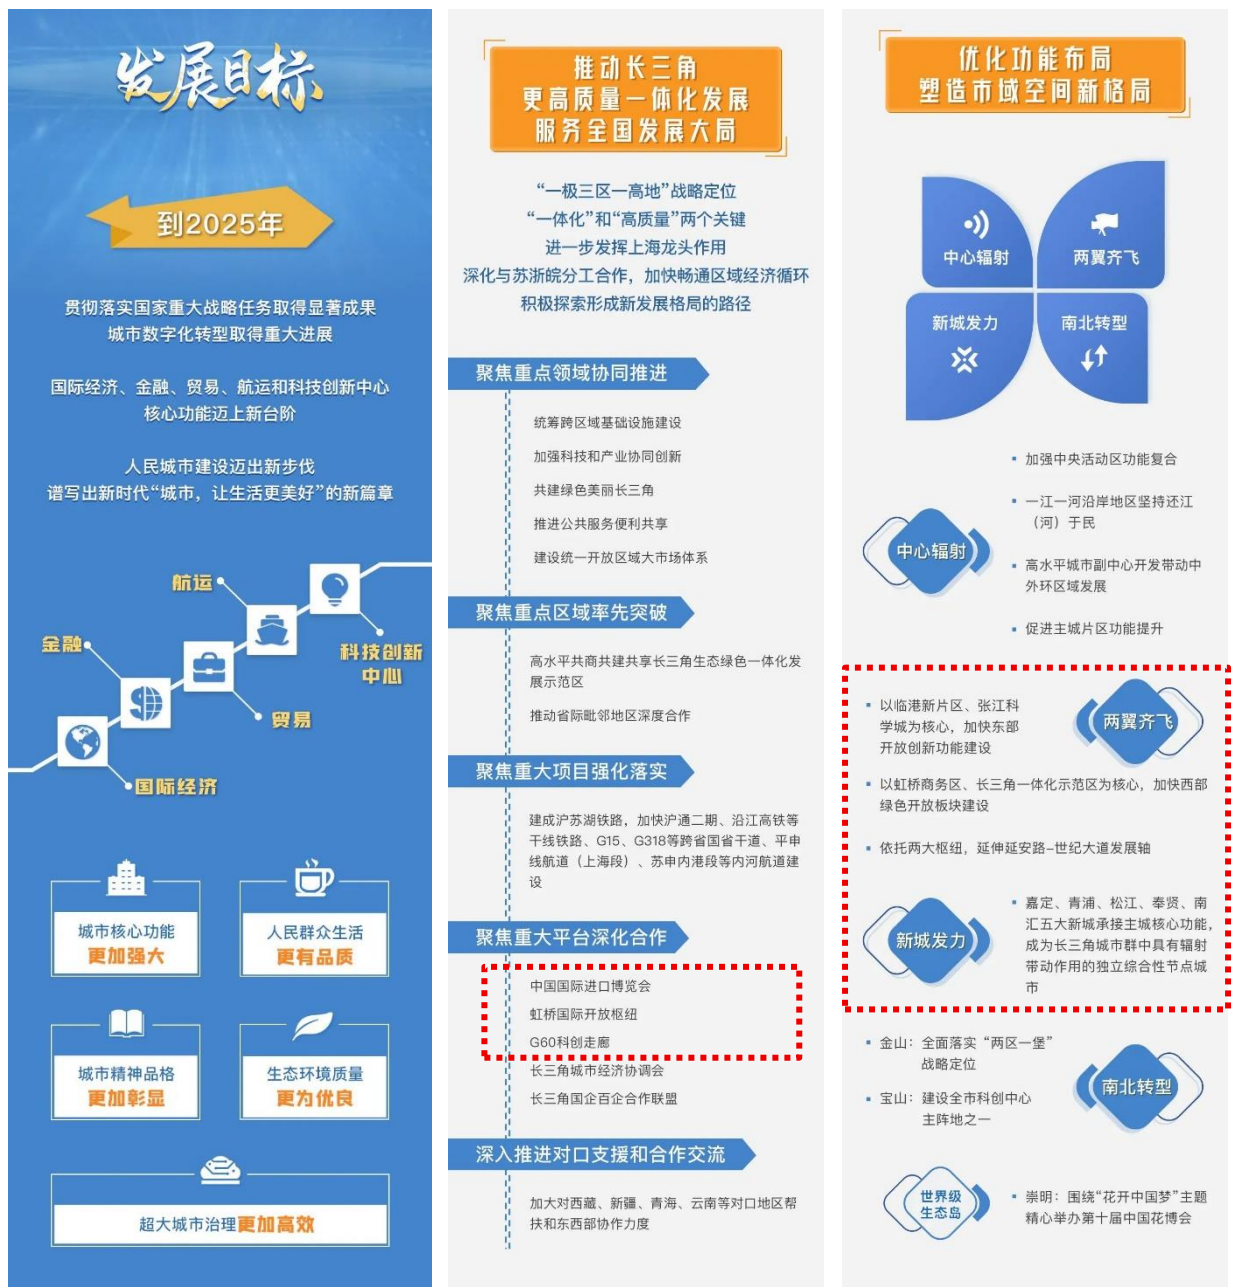 发展目标
到2025年
贯彻落实国家重大战略任务取得显著成果
城市数字化转型取得重大进展
国际经济、金融、贸易、航运和科技创新中心
核心功能迈上新台阶
人民城市建设迈出新步伐
谱写出新时代“城市，让生活更美好”的新篇章
航运
金融
科技创新
中心
贸易
国际经济
城市核心功能
更加强大
人民群众生活
更有品质
城市精神品格
更加彰显
生态环境质量
更为优良
超大城市治理更加高效
推动长三角
更高质量一体化发展
服务全国发展大局
“一极三区一高地”战略定位
“一体化”和“高质量”两个关键
进一步发挥上海龙头作用
深化与苏浙皖分工合作，加快畅通区域经济循环
积极探索形成新发展格局的路径
聚焦重点领域协同推进
统筹跨区域基础设施建设
加强科技和产业协同创新
共建绿色美丽长三角
推进公共服务便利共享
建设统一开放区域大市场体系
聚焦重点区域率先突破
高水平共商共建共享长三角生态绿色一体化发
展示范区
推动省际毗邻地区深度合作
聚焦重大项目强化落实
建成沪苏湖铁路，加快沪通二期、沿江高铁等
干线铁路、G15、G318等跨省国省干道、平申
线航道（上海段）、苏申内港段等内河航道建
设
聚焦重大平台深化合作
中国国际进口博览会
虹桥国际开放枢纽
G60科创走廊
长三角城市经济协调会
长三角国企百企合作联盟
深入推进对口支援和合作交流
加大对西藏、新疆、青海、云南等对口地区帮
扶和东西部协作力度
优化功能布局
塑造市域空间新格局
中心辐射
两翼齐飞
新城发力
南北转型
中心辐射
▪ 加强中央活动区功能复合
▪ 一江一河沿岸地区坚持还江
（河）于民
▪ 高水平城市副中心开发带动中
外环区域发展
▪ 促进主城片区功能提升
两翼齐飞
▪ 以临港新片区、张江科
学城为核心，加快东部
开放创新功能建设
▪ 以虹桥商务区、长三角一体化示范区为核心，加快西部
绿色开放板块建设
▪ 依托两大枢纽，延伸延安路-世纪大道发展轴
新城发力
▪ 嘉定、青浦、松江、奉贤、南
汇五大新城承接主城核心功能，
成为长三角城市群中具有辐射
带动作用的独立综合性节点城
市
▪ 金山：全面落实“两区一堡”
战略定位
▪ 宝山：建设全市科创中心
主阵地之一
南北转型
世界级
生态岛
▪ 崇明：围绕“花开中国梦”主题
精心举办第十届中国花博会